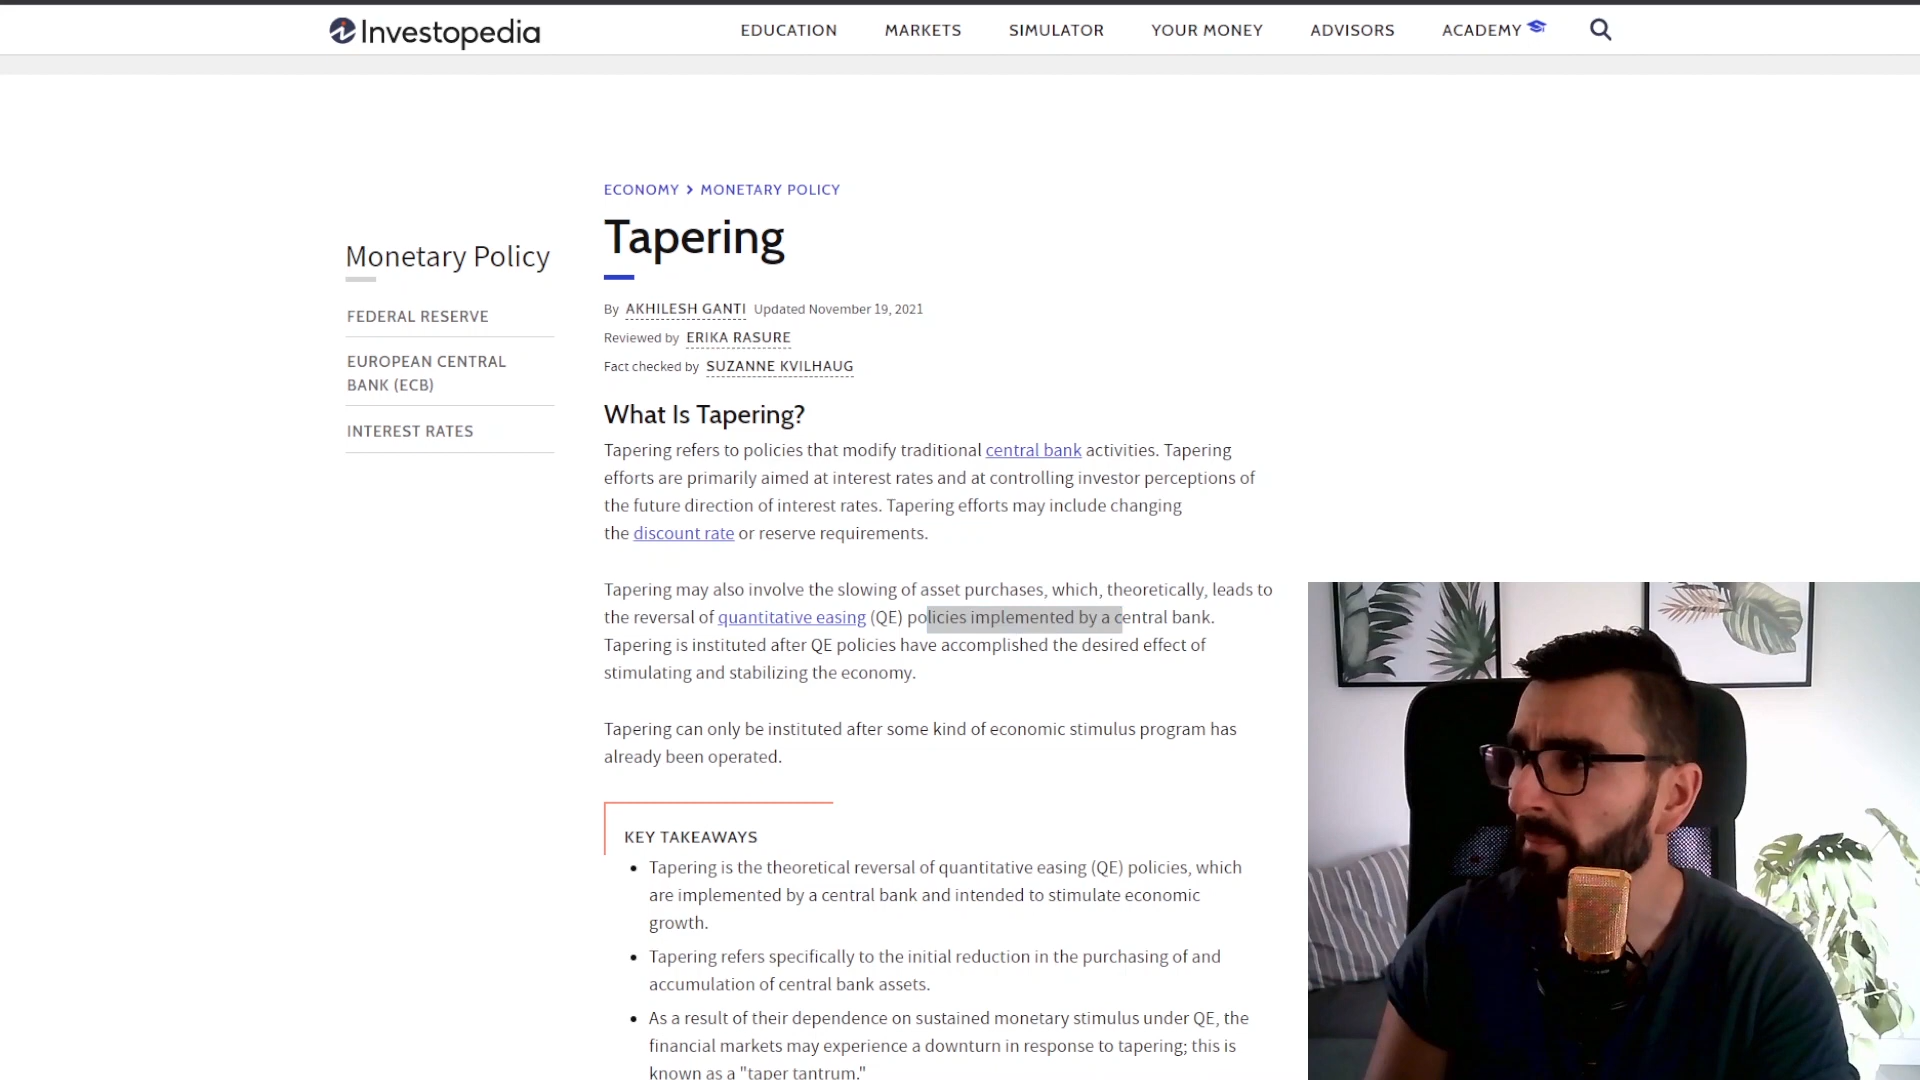 Investopedia
EDUCATION MARKETS SIMULATOR YOUR MONEY ADVISORS ACADEMY
ECONOMY > MONETARY POLICY
Tapering
Monetary Policy
FEDERAL RESERVE
EUROPEAN CENTRAL
BANK (ECB)
INTEREST RATES
By AKHILESH GANTI Updated November 19, 2021
Reviewed by ERIKA RASURE
Fact checked by SUZANNE KVILHAUG
What Is Tapering?
Tapering refers to policies that modify traditional central bank activities. Tapering
efforts are primarily aimed at interest rates and at controlling investor perceptions of
the future direction of interest rates. Tapering efforts may include changing
the discount rate or reserve requirements.
Tapering may also involve the slowing of asset purchases, which, theoretically, leads to
the reversal of quantitative easing (QE) policies implemented by a central bank.
Tapering is instituted after QE policies have accomplished the desired effect of
stimulating and stabilizing the economy.
Tapering can only be instituted after some kind of economic stimulus program has
already been operated.
KEY TAKEAWAYS
• Tapering is the theoretical reversal of quantitative easing (QE) policies, which
are implemented by a central bank and intended to stimulate economic
growth.
• Tapering refers specifically to the initial reduction in the purchasing of and
accumulation of central bank assets.
• As a result of their dependence on sustained monetary stimulus under QE, the
financial markets may experience a downturn in response to tapering; this is
known as a "taper tantrum."